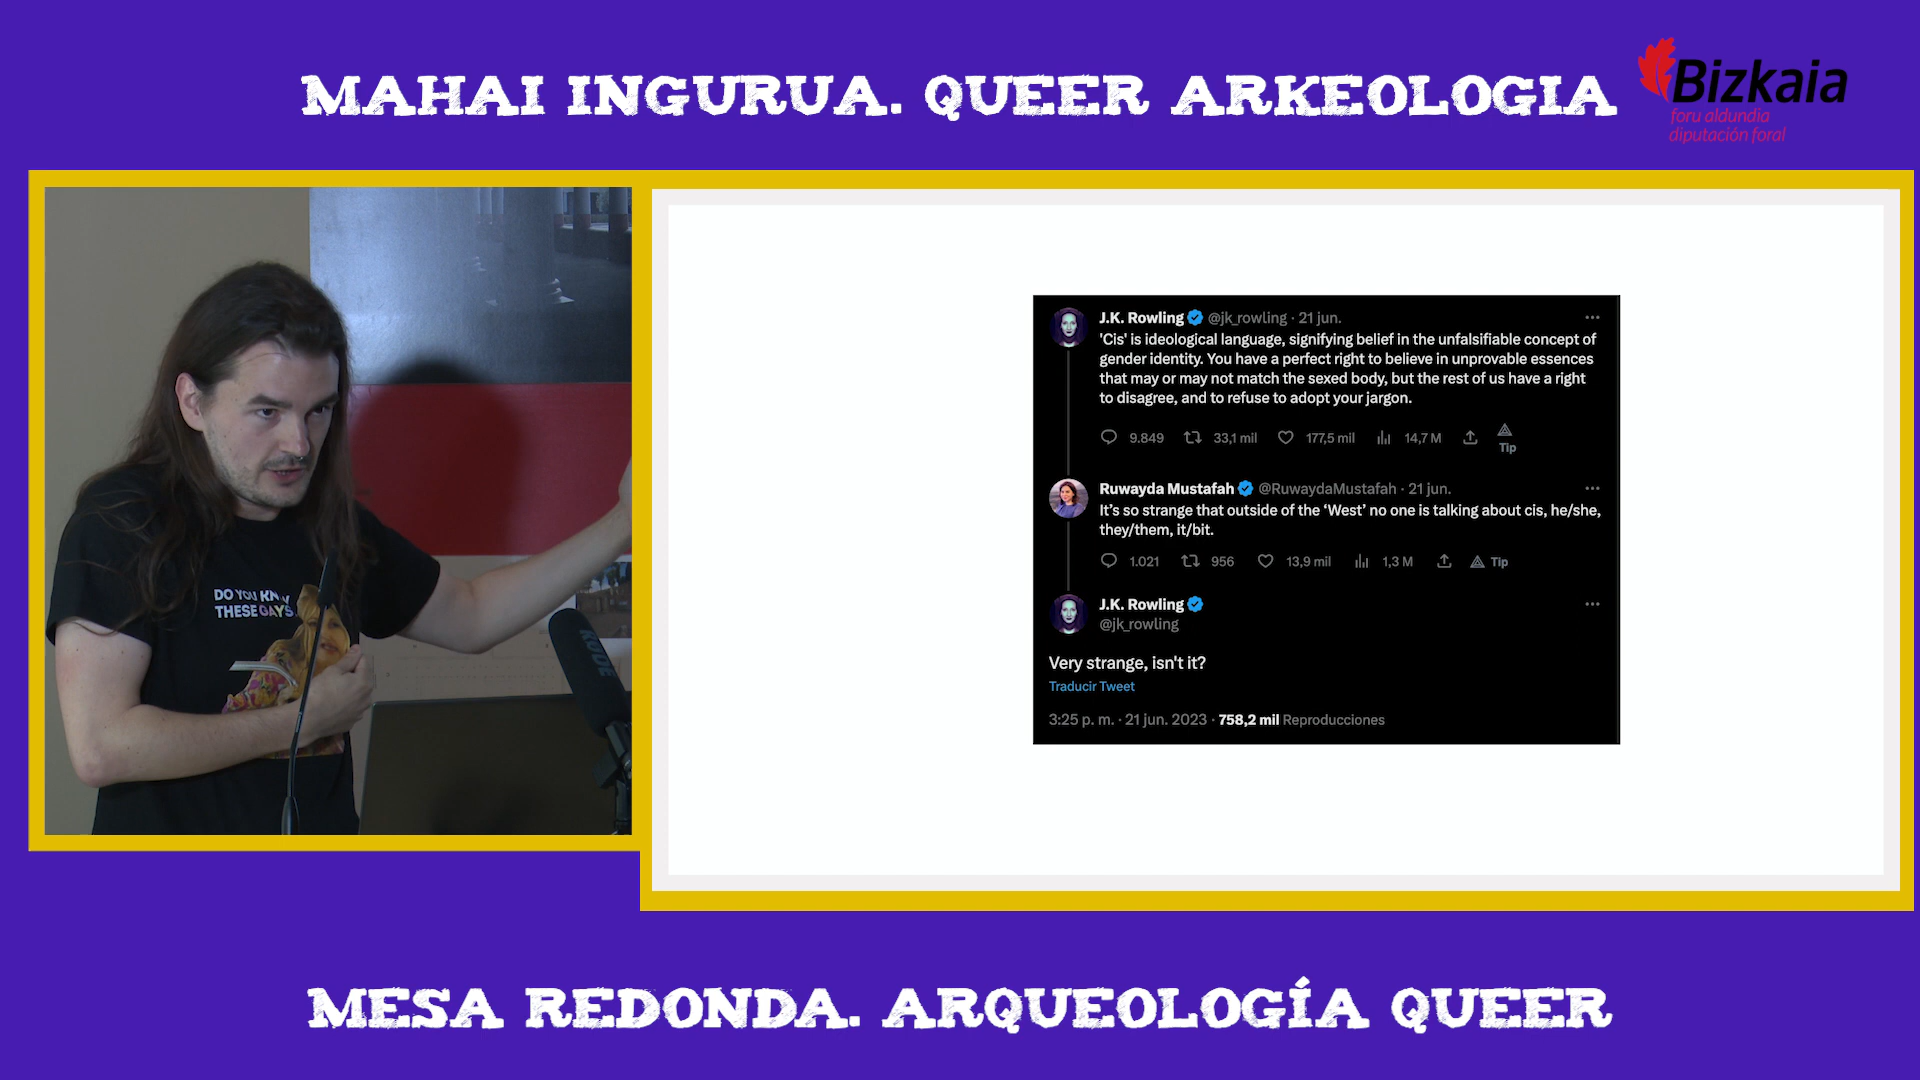 MAHAI INGURUA. QUEER ARKEOLOGIA
Bizkaia
foru aldundia
diputación foral
DO YOU KN
THESE GAYS
RODE
J.K. Rowling @jk_rowling · 21 jun.
'Cis' is ideological language, signifying belief in the unfalsifiable concept of
gender identity. You have a perfect right to believe in unprovable essences
that may or may not match the sexed body, but the rest of us have a right
to disagree, and to refuse to adopt your jargon.
9.849 33,1 mil 177,5 mil 14,7 M Tip
Ruwayda Mustafah @RuwaydaMustafah · 21 jun.
It's so strange that outside of the 'West' no one is talking about cis, he/she,
they/them, it/bit.
1.021 956 13,9 mil 1,3 M Tip
J.K. Rowling
@jk_rowling
Very strange, isn't it?
Traducir Tweet
3:25 p. m. · 21 jun. 2023 · 758,2 mil Reproducciones
MESA REDONDA. ARQUEOLOGÍA QUEER